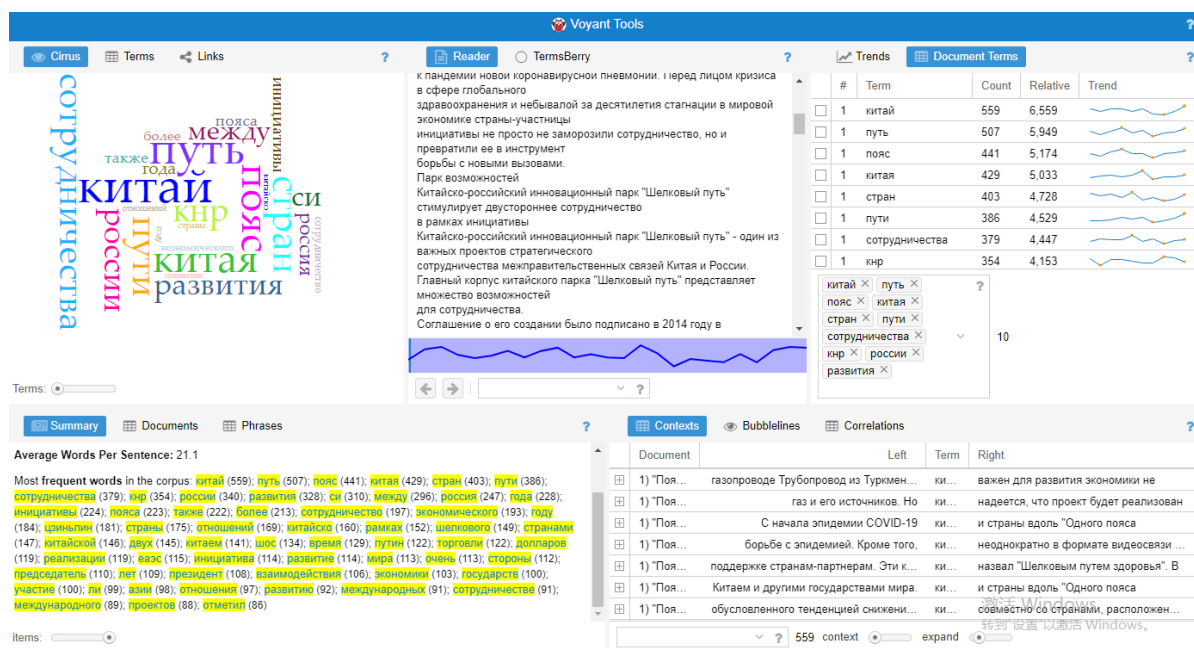 Voyant Tools
?
Cirrus Terms Links ?
сотрудничества
инициативы
пояса
более между
также путь
года
китай
си
пояс
стран
россии
пути
кнр
отношений
страны
китайско
россия
сотрудничество
году
экономического
китая
цзиньпин
развития
Terms:
Reader TermsBerry ?
к пандемии новой коронавирусной пневмонии. Перед лицом кризиса
в сфере глобального
здравоохранения и небывалой за десятилетия стагнации в мировой
экономике страны-участницы
инициативы не просто не заморозили сотрудничество, но и
превратили ее в инструмент
борьбы с новыми вызовами.
Парк возможностей
Китайско-российский инновационный парк "Шелковый путь"
стимулирует двустороннее сотрудничество
в рамках инициативы
Китайско-российский инновационный парк "Шелковый путь" - один из
важных проектов стратегического
сотрудничества межправительственных связей Китая и России.
Главный корпус китайского парка "Шелковый путь" представляет
множество возможностей
для сотрудничества.
Соглашение о его создании было подписано в 2014 году в
?
Trends Document Terms ?
# Term Count Relative Trend
1 китай 559 6,559
1 путь 507 5,949
1 пояс 441 5,174
1 китая 429 5,033
1 стран 403 4,728
1 пути 386 4,529
1 сотрудничества 379 4,447
1 кнр 354 4,153
китай × путь × ?
пояс × китая ×
стран × пути ×
сотрудничества × 10
кнр × россии ×
развития ×
Summary Documents Phrases ?
Average Words Per Sentence: 21.1
Most frequent words in the corpus: китай (559); путь (507); пояс (441); китая (429); стран (403); пути (386);
сотрудничества (379); кнр (354); россии (340); развития (328); си (310); между (296); россия (247); года (228);
инициативы (224); пояса (223); также (222); более (213); сотрудничество (197); экономического (193); году
(184); цзиньпин (181); страны (175); отношений (169); китайско (160); рамках (152); шелкового (149); странами
(147); китайской (146); двух (145); китаем (141); шос (134); время (129); путин (122); торговли (122); долларов
(119); реализации (119); еаэс (115); инициатива (114); развитие (114); мира (113); очень (113); стороны (112);
председатель (110); лет (109); президент (108); взаимодействия (106); экономики (103); государств (100);
участие (100); ли (99); азии (98); отношения (97); развитию (92); международных (91); сотрудничестве (91);
международного (89); проектов (88); отметил (86)
items:
Contexts Bubblelines Correlations ?
Document Left Term Right
1) "Поя... газопроводе Трубопровод из Туркмен... ки... важен для развития экономики не
1) "Поя... газ и его источников. Но ки... надеется, что проект будет реализован
1) "Поя... С начала эпидемии COVID-19 ки... и страны вдоль "Одного пояса
1) "Поя... борьбе с эпидемией. Кроме того, ки... неоднократно в формате видеосвязи ...
1) "Поя... поддержке странам-партнерам. Эти к... ки... назвал "Шелковым путем здоровья". В
1) "Поя... Китаем и другими государствами мира. ки... и страны вдоль "Одного пояса
1) "Поя... обусловленного тенденцией снижени... ки... совместно со странами, располoжен...
激活 Windows
转到"设置"以激活 Windows。
? 559 context expand